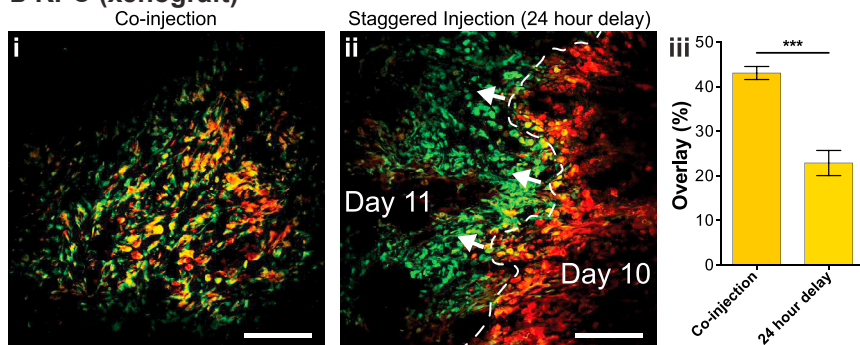 Co-injection
Staggered Injection (24 hour delay)
i
ii
iii
Day 11
Day 10
Overlay (%)
50
40
30
20
10
0
***
Co-injection
24 hour delay